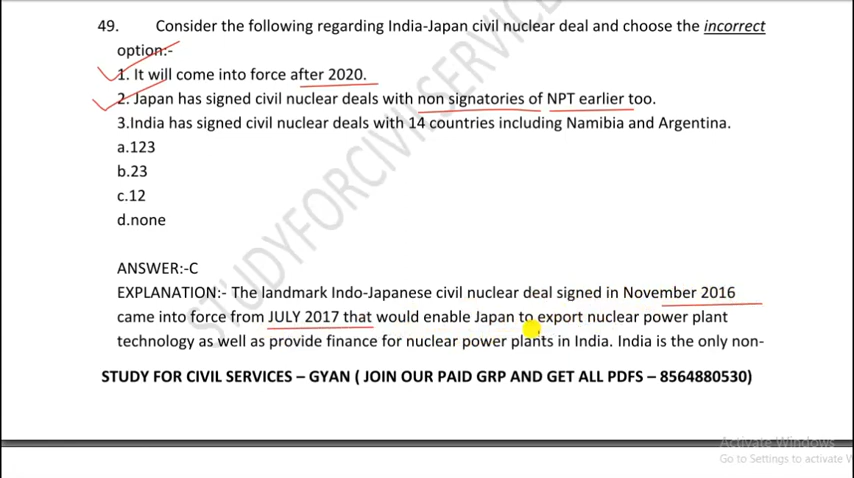 49. Consider the following regarding India-Japan civil nuclear deal and choose the incorrect
option:-
1. It will come into force after 2020.
2. Japan has signed civil nuclear deals with non signatories of NPT earlier too.
3.India has signed civil nuclear deals with 14 countries including Namibia and Argentina.
a.123
b.23
c.12
d.none
ANSWER:-C
EXPLANATION:- The landmark Indo-Japanese civil nuclear deal signed in November 2016
came into force from JULY 2017 that would enable Japan to export nuclear power plant
technology as well as provide finance for nuclear power plants in India. India is the only non-
STUDY FOR CIVIL SERVICES – GYAN ( JOIN OUR PAID GRP AND GET ALL PDFS – 8564880530)
STUDYFORCIVILSERVICE
Activate Windows
Go to Settings to activate W